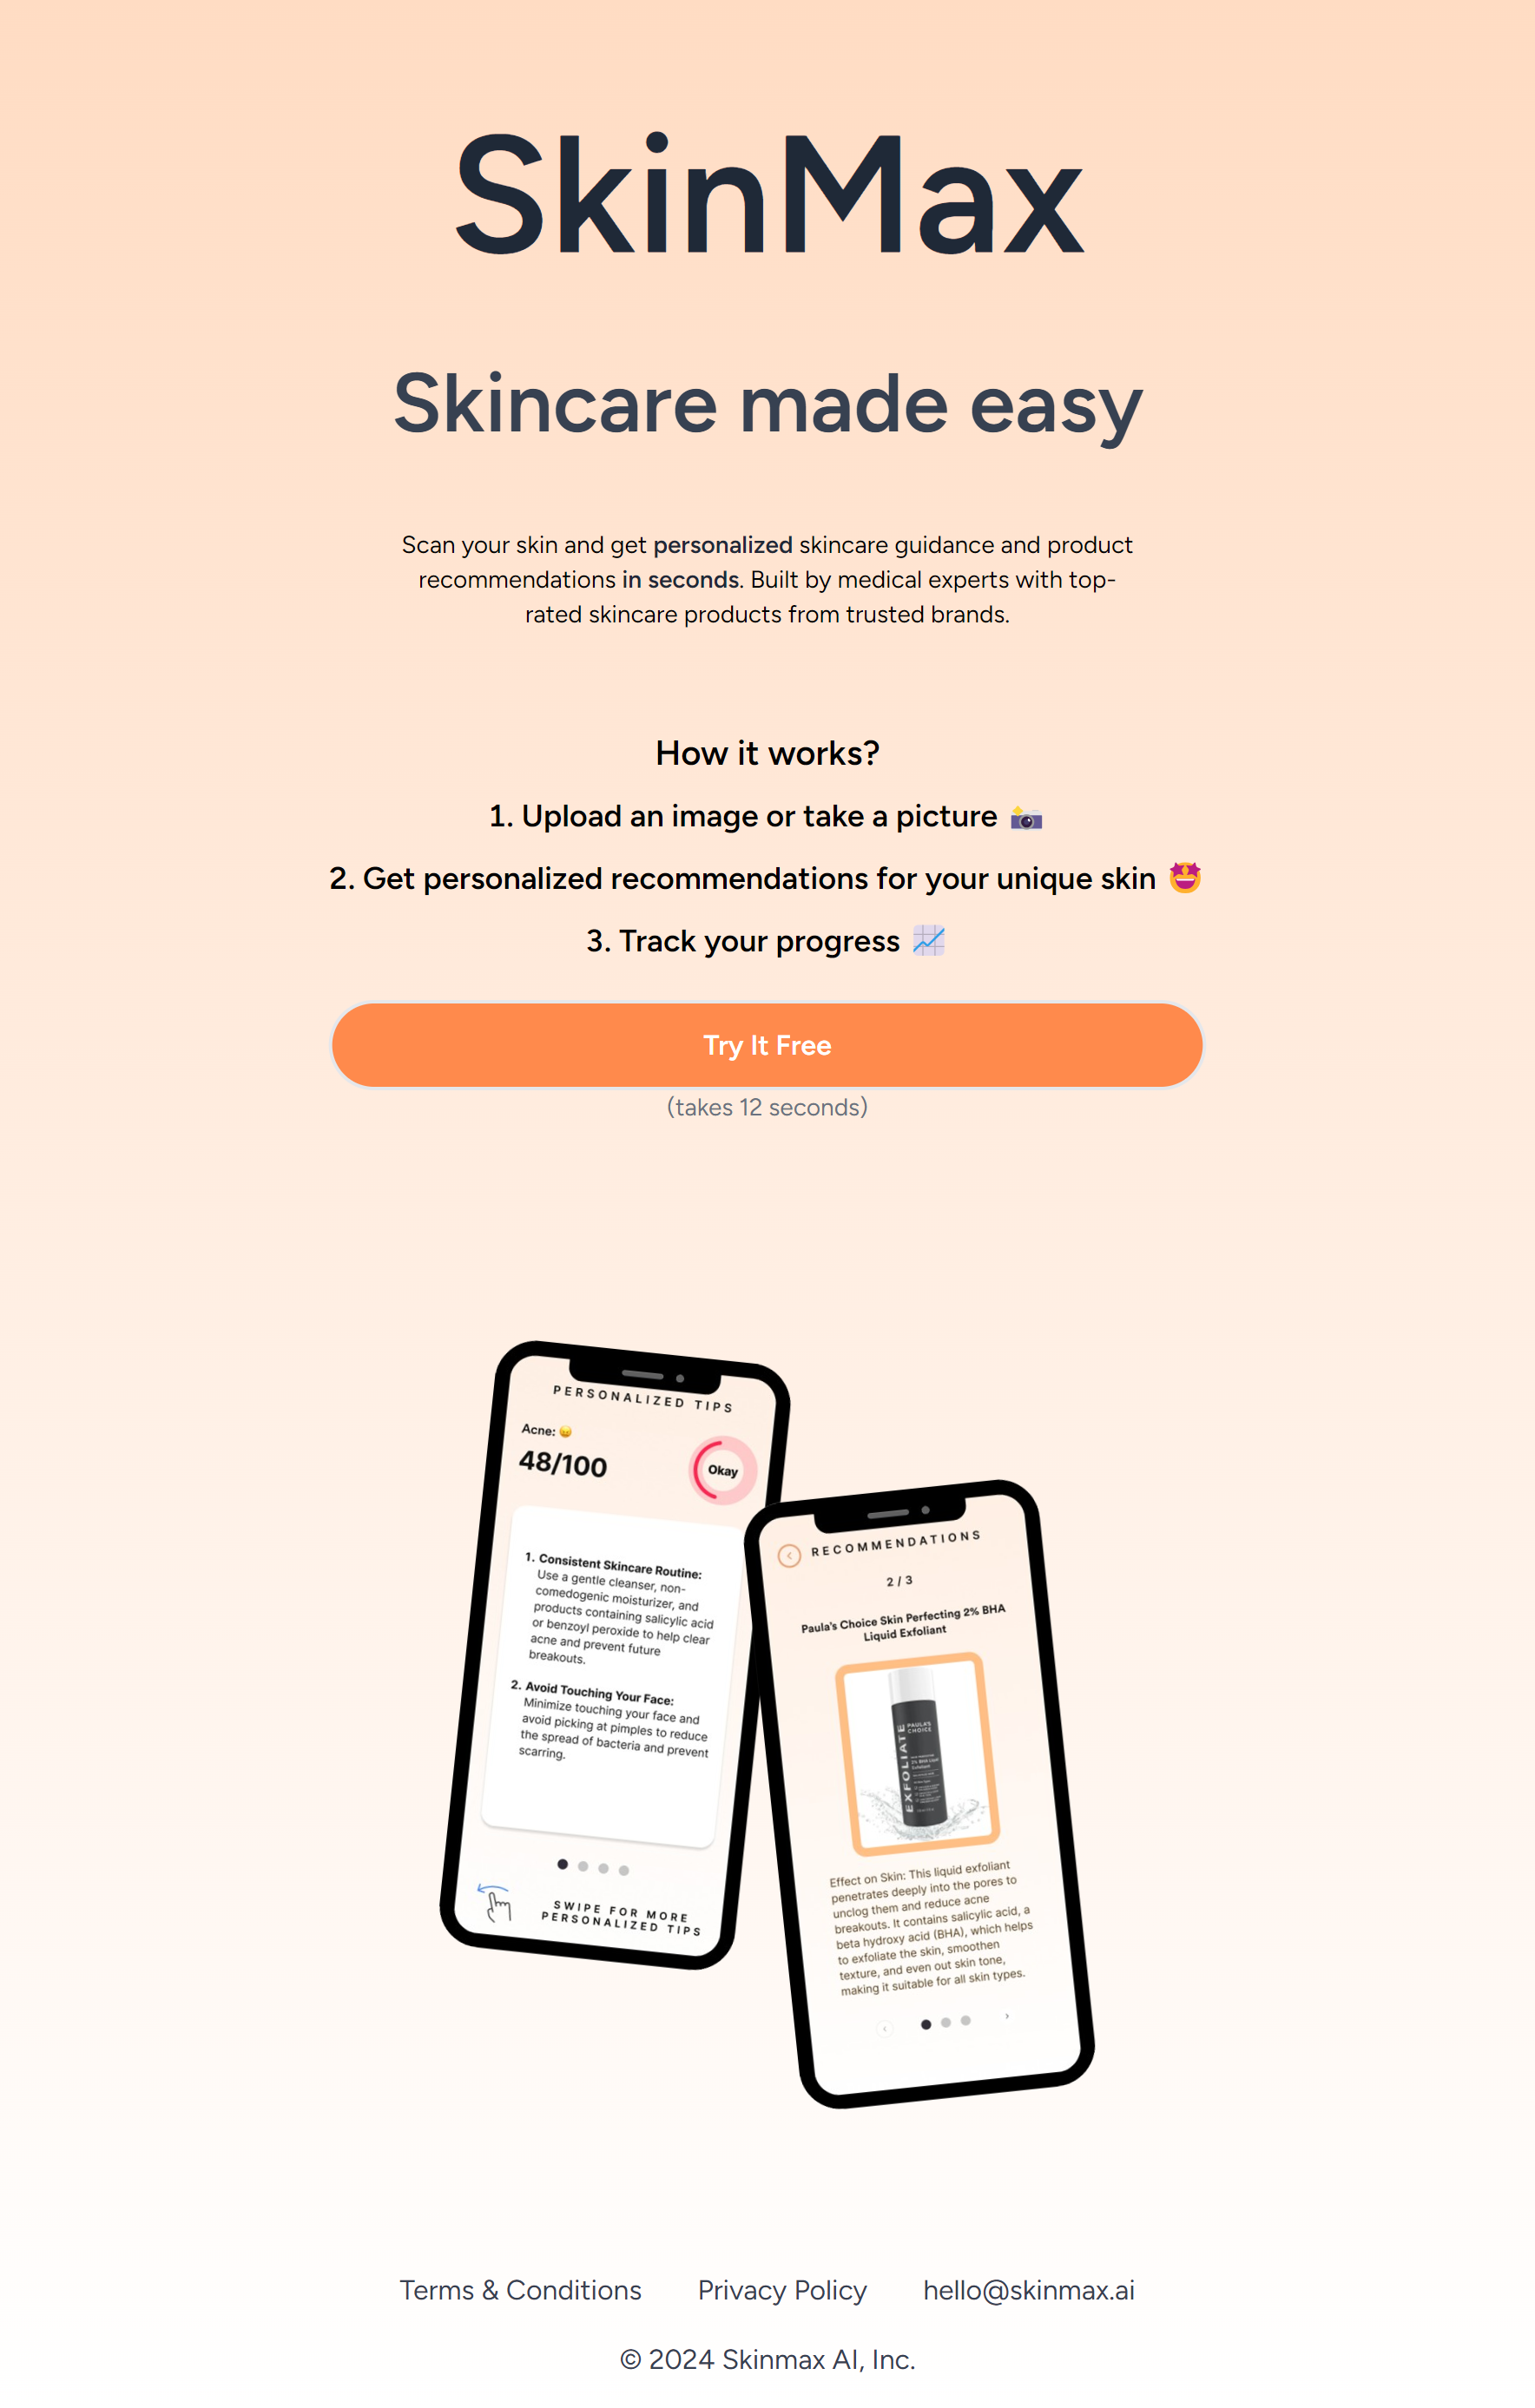 SkinMax
Skincare made easy
Scan your skin and get personalized skincare guidance and product
recommendations in seconds. Built by medical experts with top-
rated skincare products from trusted brands.
How it works?
1. Upload an image or take a picture 📸
2. Get personalized recommendations for your unique skin 🤩
3. Track your progress 📈
Try It Free
(takes 12 seconds)
PERSONALIZED TIPS
Acne: 😀
48/100
Okay
1. Consistent Skincare Routine:
Use a gentle cleanser, non-
comedogenic moisturizer, and
products containing salicylic acid
or benzoyl peroxide to help clear
acne and prevent future
breakouts.
2. Avoid Touching Your Face:
Minimize touching your face and
avoid picking at pimples to reduce
the spread of bacteria and prevent
scarring.
SWIPE FOR MORE
PERSONALIZED TIPS
RECOMMENDATIONS
2 / 3
Paula's Choice Skin Perfecting 2% BHA
Liquid Exfoliant
EXFOLIATE
PAULA'S
CHOICE
2% BHA Liquid
Exfoliant
Effect on Skin: This liquid exfoliant
penetrates deeply into the pores to
unclog them and reduce acne
breakouts. It contains salicylic acid, a
beta hydroxy acid (BHA), which helps
to exfoliate the skin, smoothen
texture, and even out skin tone,
making it suitable for all skin types.
Terms & Conditions
Privacy Policy
hello@skinmax.ai
© 2024 Skinmax AI, Inc.